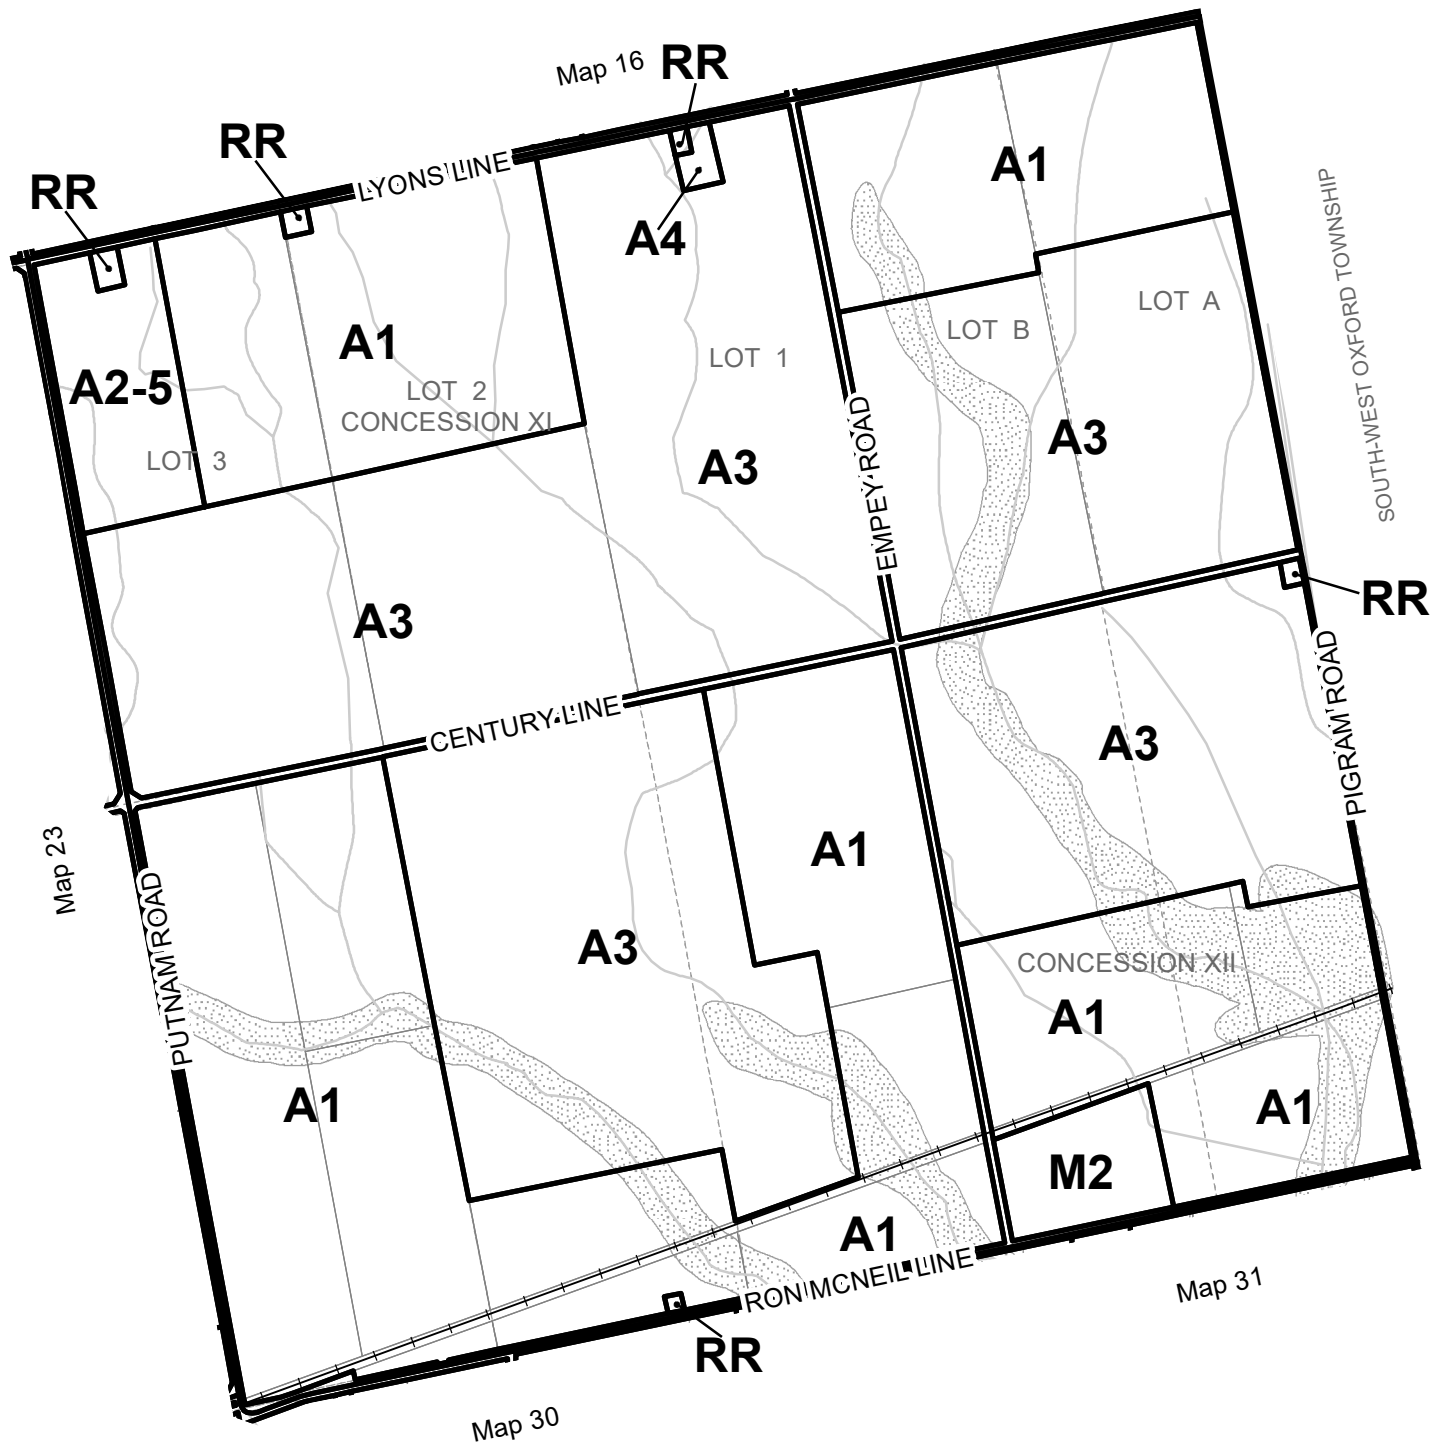 Map 16
RR
RR
RR
LYONS LINE
A1
A4
SOUTH-WEST OXFORD TOWNSHIP
LOT A
LOT B
A1
LOT 1
A2-5
LOT 2
CONCESSION XI
LOT 3
A3
A3
EMPEY ROAD
RR
A3
PIGRAM ROAD
CENTURY LINE
A3
A1
Map 23
PUTNAM ROAD
A3
CONCESSION XII
A1
A1
A1
M2
A1
RON MCNEIL LINE
Map 31
RR
Map 30